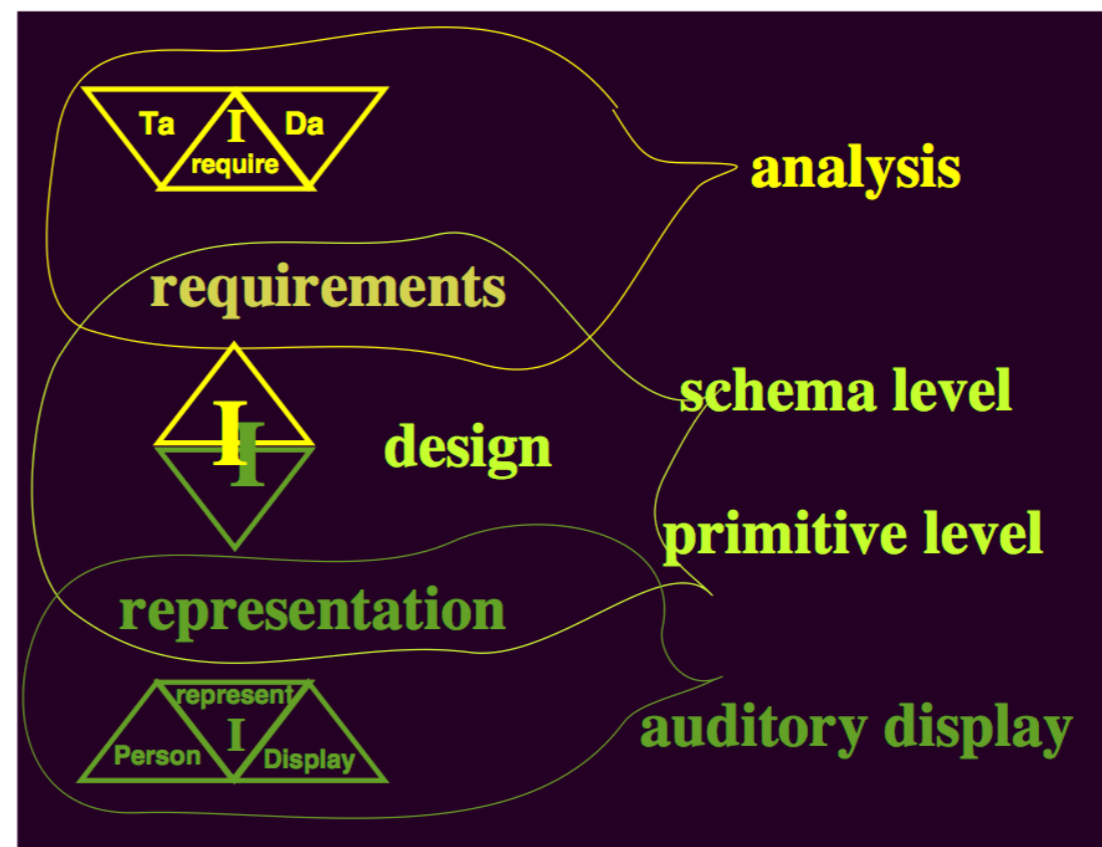 Ta I Da
require
analysis
requirements
schema level
I
I
design
primitive level
representation
represent
I
Person Display
auditory display